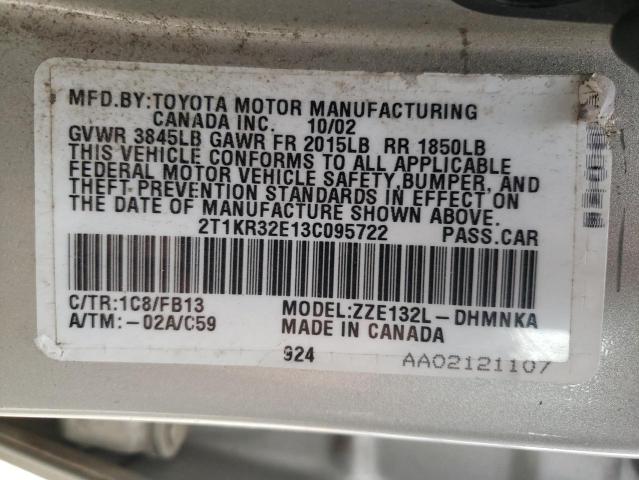 MFD.BY:TOYOTA MOTOR MANUFACTURING
CANADA INC. 10/02
GVWR 3845LB GAWR FR 2015LB RR 1850LB
THIS VEHICLE CONFORMS TO ALL APPLICABLE
FEDERAL MOTOR VEHICLE SAFETY,BUMPER, AND
THEFT PREVENTION STANDARDS IN EFFECT ON
THE DATE OF MANUFACTURE SHOWN ABOVE.
2T1KR32E13C095722 PASS.CAR
C/TR:1C8/FB13 MODEL:ZZE132L-DHMNKA
A/TM:-02A/C59 MADE IN CANADA
924 AA02121107